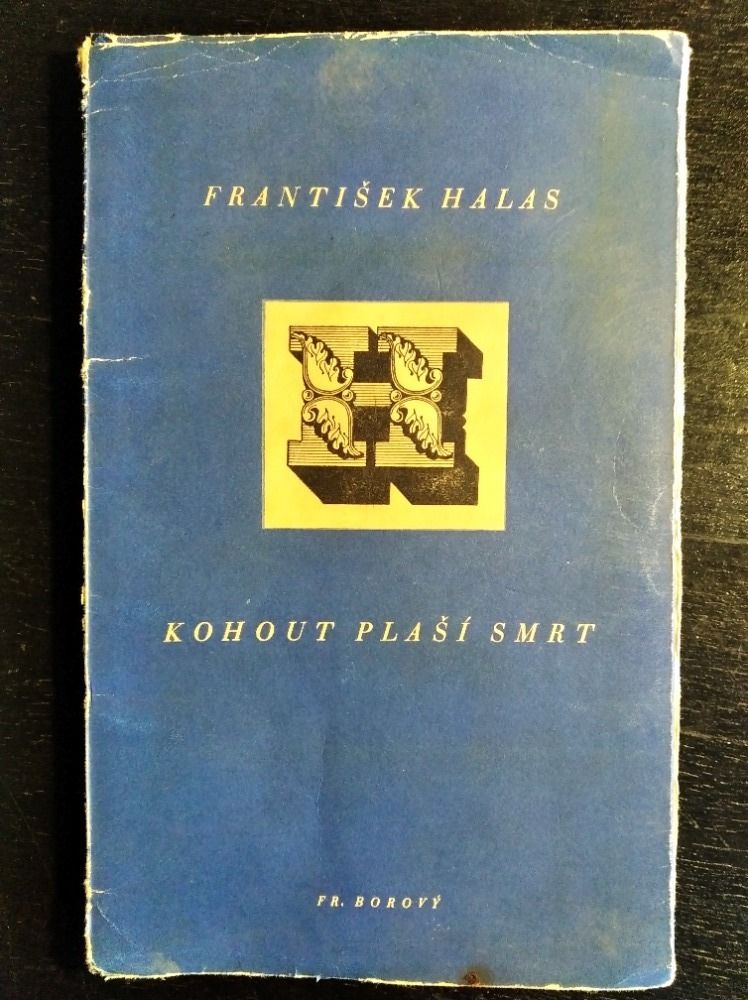 FRANTIŠEK HALAS
H
KOHOUT PLAŠÍ SMRT
FR. BOROVÝ